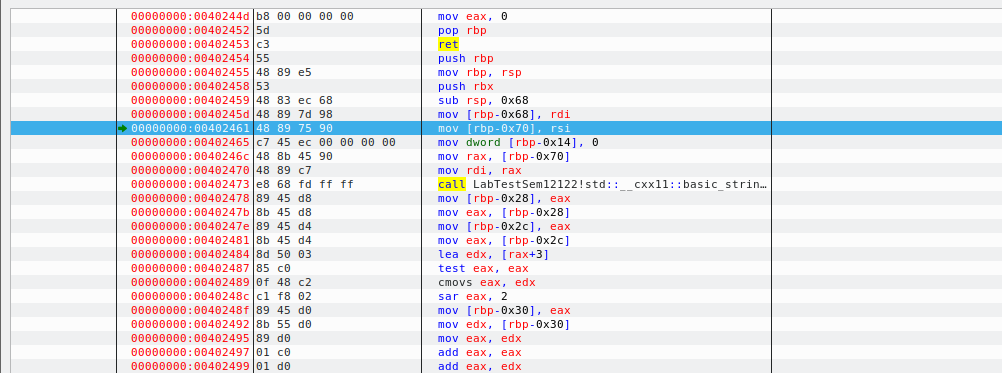 00000000:0040244d b8 00 00 00 00 mov eax, 0
00000000:00402452 5d pop rbp
00000000:00402453 c3 ret
00000000:00402454 55 push rbp
00000000:00402455 48 89 e5 mov rbp, rsp
00000000:00402458 53 push rbx
00000000:00402459 48 83 ec 68 sub rsp, 0x68
00000000:0040245d 48 89 7d 98 mov [rbp-0x68], rdi
00000000:00402461 48 89 75 90 mov [rbp-0x70], rsi
00000000:00402465 c7 45 ec 00 00 00 00 mov dword [rbp-0x14], 0
00000000:0040246c 48 8b 45 90 mov rax, [rbp-0x70]
00000000:00402470 48 89 c7 mov rdi, rax
00000000:00402473 e8 68 fd ff ff call LabTestSem12122!std::__cxx11::basic_strin…
00000000:00402478 89 45 d8 mov [rbp-0x28], eax
00000000:0040247b 8b 45 d8 mov eax, [rbp-0x28]
00000000:0040247e 89 45 d4 mov [rbp-0x2c], eax
00000000:00402481 8b 45 d4 mov eax, [rbp-0x2c]
00000000:00402484 8d 50 03 lea edx, [rax+3]
00000000:00402487 85 c0 test eax, eax
00000000:00402489 0f 48 c2 cmovs eax, edx
00000000:0040248c c1 f8 02 sar eax, 2
00000000:0040248f 89 45 d0 mov [rbp-0x30], eax
00000000:00402492 8b 55 d0 mov edx, [rbp-0x30]
00000000:00402495 89 d0 mov eax, edx
00000000:00402497 01 c0 add eax, eax
00000000:00402499 01 d0 add eax, edx